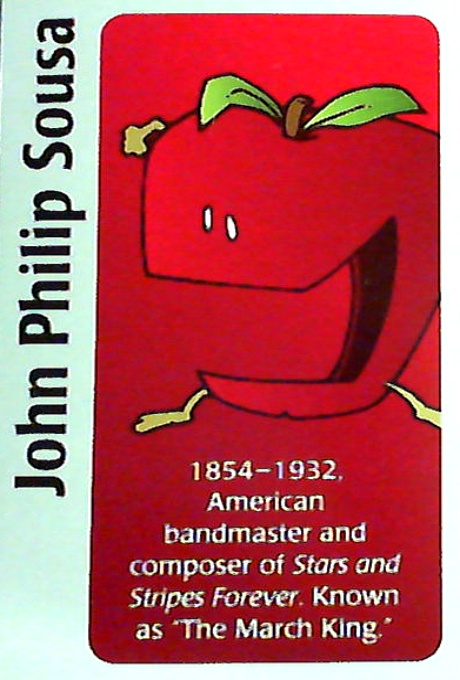 John Philip Sousa
1854–1932,
American
bandmaster and
composer of Stars and
Stripes Forever. Known
as "The March King."